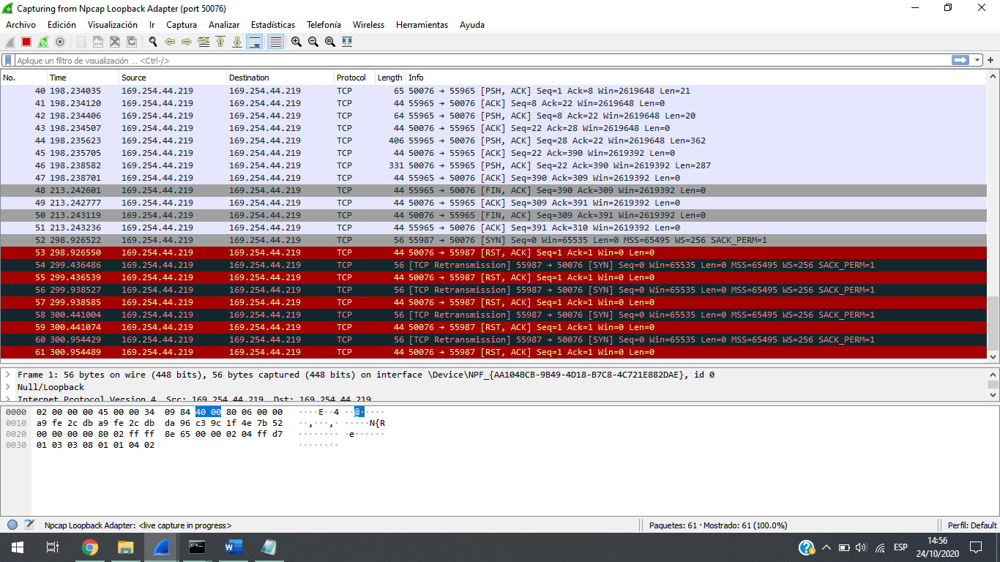 Capturing from Npcap Loopback Adapter (port 50076)
Archivo Edición Visualización Ir Captura Analizar Estadísticas Telefonía Wireless Herramientas Ayuda
Aplique un filtro de visualización ... <Ctrl-/>
No. Time Source Destination Protocol Length Info
40 198.234035 169.254.44.219 169.254.44.219 TCP 65 50076 → 55965 [PSH, ACK] Seq=1 Ack=8 Win=2619648 Len=21
41 198.234120 169.254.44.219 169.254.44.219 TCP 44 55965 → 50076 [ACK] Seq=8 Ack=22 Win=2619648 Len=0
42 198.234406 169.254.44.219 169.254.44.219 TCP 64 55965 → 50076 [PSH, ACK] Seq=8 Ack=22 Win=2619648 Len=20
43 198.234507 169.254.44.219 169.254.44.219 TCP 44 50076 → 55965 [ACK] Seq=22 Ack=28 Win=2619648 Len=0
44 198.235623 169.254.44.219 169.254.44.219 TCP 406 55965 → 50076 [PSH, ACK] Seq=28 Ack=22 Win=2619648 Len=362
45 198.235705 169.254.44.219 169.254.44.219 TCP 44 50076 → 55965 [ACK] Seq=22 Ack=390 Win=2619392 Len=0
46 198.238582 169.254.44.219 169.254.44.219 TCP 331 50076 → 55965 [PSH, ACK] Seq=22 Ack=390 Win=2619392 Len=287
47 198.238701 169.254.44.219 169.254.44.219 TCP 44 55965 → 50076 [ACK] Seq=390 Ack=309 Win=2619392 Len=0
48 213.242601 169.254.44.219 169.254.44.219 TCP 44 55965 → 50076 [FIN, ACK] Seq=390 Ack=309 Win=2619392 Len=0
49 213.242777 169.254.44.219 169.254.44.219 TCP 44 50076 → 55965 [ACK] Seq=309 Ack=391 Win=2619392 Len=0
50 213.243119 169.254.44.219 169.254.44.219 TCP 44 50076 → 55965 [FIN, ACK] Seq=309 Ack=391 Win=2619392 Len=0
51 213.243236 169.254.44.219 169.254.44.219 TCP 44 55965 → 50076 [ACK] Seq=391 Ack=310 Win=2619392 Len=0
52 298.926522 169.254.44.219 169.254.44.219 TCP 56 55987 → 50076 [SYN] Seq=0 Win=65535 Len=0 MSS=65495 WS=256 SACK_PERM=1
53 298.926550 169.254.44.219 169.254.44.219 TCP 44 50076 → 55987 [RST, ACK] Seq=1 Ack=1 Win=0 Len=0
54 299.436486 169.254.44.219 169.254.44.219 TCP 56 [TCP Retransmission] 55987 → 50076 [SYN] Seq=0 Win=65535 Len=0 MSS=65495 WS=256 SACK_PERM=1
55 299.436539 169.254.44.219 169.254.44.219 TCP 44 50076 → 55987 [RST, ACK] Seq=1 Ack=1 Win=0 Len=0
56 299.938527 169.254.44.219 169.254.44.219 TCP 56 [TCP Retransmission] 55987 → 50076 [SYN] Seq=0 Win=65535 Len=0 MSS=65495 WS=256 SACK_PERM=1
57 299.938585 169.254.44.219 169.254.44.219 TCP 44 50076 → 55987 [RST, ACK] Seq=1 Ack=1 Win=0 Len=0
58 300.441004 169.254.44.219 169.254.44.219 TCP 56 [TCP Retransmission] 55987 → 50076 [SYN] Seq=0 Win=65535 Len=0 MSS=65495 WS=256 SACK_PERM=1
59 300.441074 169.254.44.219 169.254.44.219 TCP 44 50076 → 55987 [RST, ACK] Seq=1 Ack=1 Win=0 Len=0
60 300.954429 169.254.44.219 169.254.44.219 TCP 56 [TCP Retransmission] 55987 → 50076 [SYN] Seq=0 Win=65535 Len=0 MSS=65495 WS=256 SACK_PERM=1
61 300.954489 169.254.44.219 169.254.44.219 TCP 44 50076 → 55987 [RST, ACK] Seq=1 Ack=1 Win=0 Len=0
Frame 1: 56 bytes on wire (448 bits), 56 bytes captured (448 bits) on interface \Device\NPF_{AA104BCB-9B49-4D18-B7C8-4C721E882DAE}, id 0
Null/Loopback
Internet Protocol Version 4, Src: 169.254.44.219, Dst: 169.254.44.219
0000 02 00 00 00 45 00 00 34 09 84 40 00 80 06 00 00 ····E··4 ··@·····
0010 a9 fe 2c db a9 fe 2c db da 96 c3 9c 1f 4e 7b 52 ··,···,· ·····N{R
0020 00 00 00 00 80 02 ff ff 8e 65 00 00 02 04 ff d7 ········ ·e······
0030 01 03 03 08 01 01 04 02 ········
Npcap Loopback Adapter: <live capture in progress> Paquetes: 61 · Mostrado: 61 (100.0%) Perfil: Default
ESP 14:56
24/10/2020